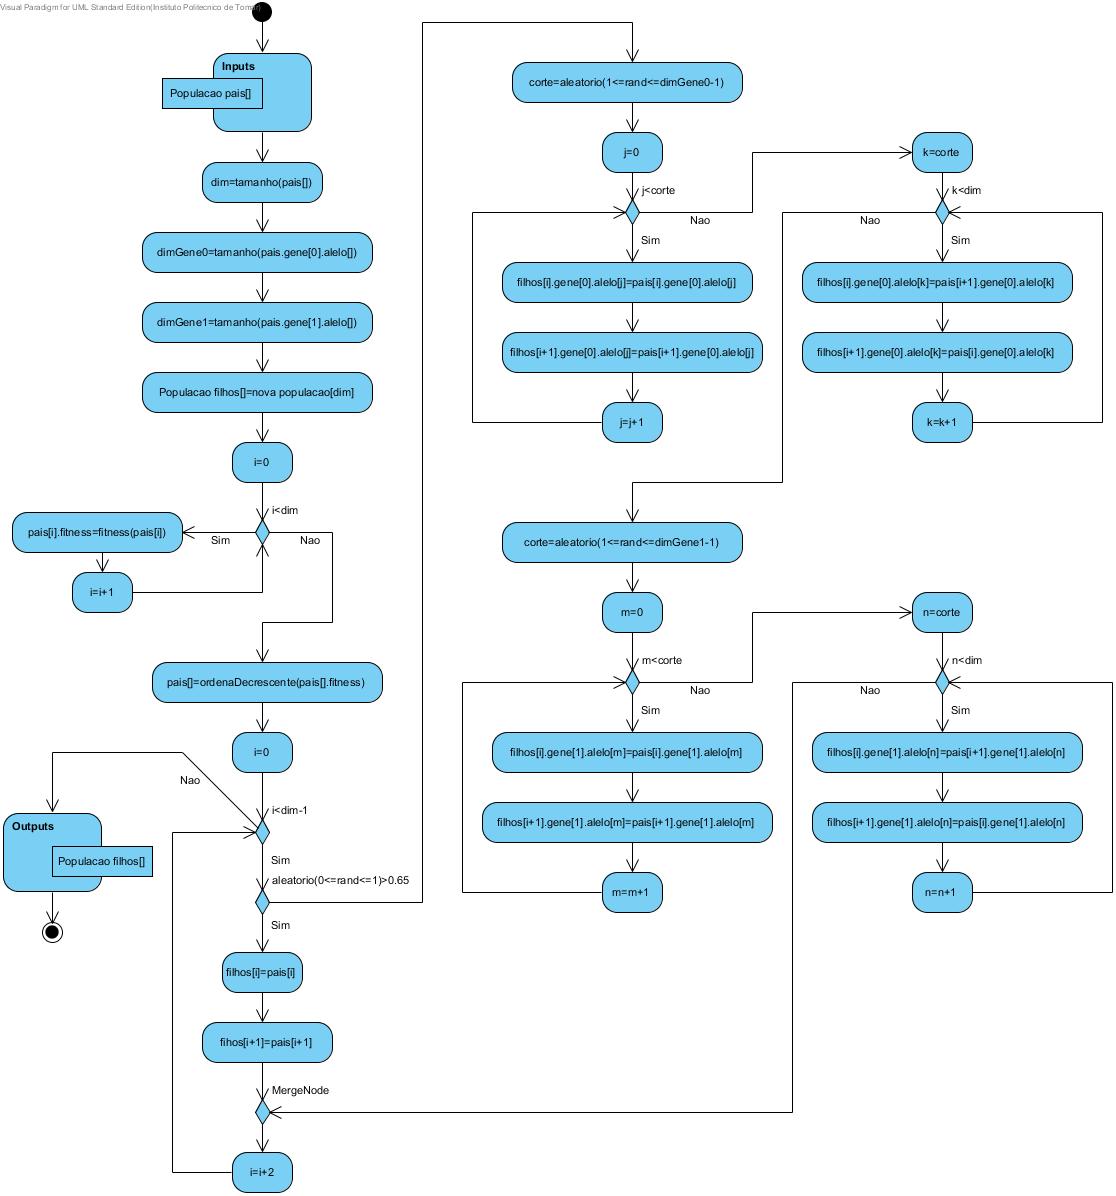 Visual Paradigm for UML Standard Edition(Instituto Politecnico de Tomar)
Inputs
Populacao pais[]
dim=tamanho(pais[])
dimGene0=tamanho(pais.gene[0].alelo[])
dimGene1=tamanho(pais.gene[1].alelo[])
Populacao filhos[]=nova populacao[dim]
i=0
i<dim
Sim
Nao
pais[i].fitness=fitness(pais[i])
i=i+1
pais[]=ordenaDecrescente(pais[].fitness)
i=0
i<dim-1
Nao
Outputs
Populacao filhos[]
Sim
aleatorio(0<=rand<=1)>0.65
Sim
filhos[i]=pais[i]
fihos[i+1]=pais[i+1]
MergeNode
i=i+2
corte=aleatorio(1<=rand<=dimGene0-1)
j=0
j<corte
Nao
Sim
filhos[i].gene[0].alelo[j]=pais[i].gene[0].alelo[j]
filhos[i+1].gene[0].alelo[j]=pais[i+1].gene[0].alelo[j]
j=j+1
k=corte
k<dim
Nao
Sim
filhos[i].gene[0].alelo[k]=pais[i+1].gene[0].alelo[k]
filhos[i+1].gene[0].alelo[k]=pais[i].gene[0].alelo[k]
k=k+1
corte=aleatorio(1<=rand<=dimGene1-1)
m=0
m<corte
Nao
Sim
filhos[i].gene[1].alelo[m]=pais[i].gene[1].alelo[m]
filhos[i+1].gene[1].alelo[m]=pais[i+1].gene[1].alelo[m]
m=m+1
n=corte
n<dim
Nao
Sim
filhos[i].gene[1].alelo[n]=pais[i+1].gene[1].alelo[n]
filhos[i+1].gene[1].alelo[n]=pais[i].gene[1].alelo[n]
n=n+1